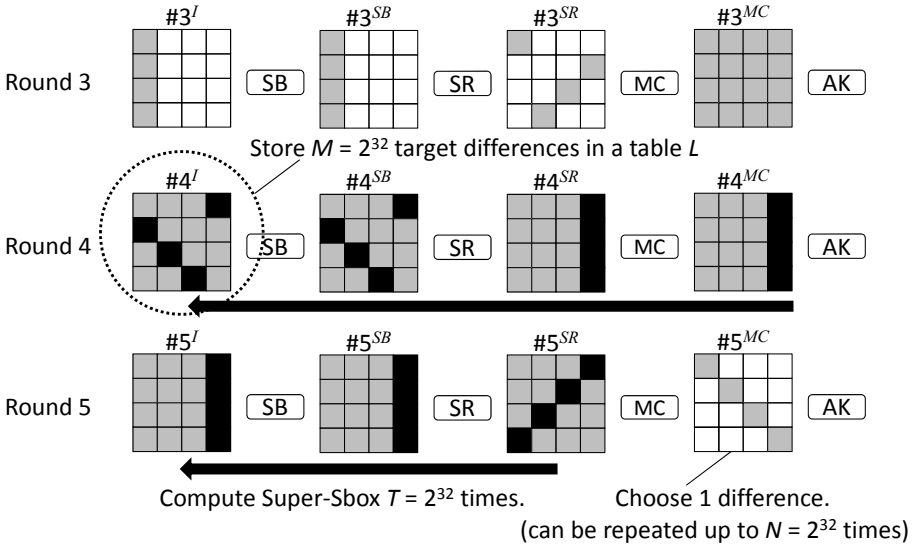 #3^I #3^SB #3^SR #3^MC
Round 3 SB SR MC AK
Store M = 2^32 target differences in a table L
#4^I #4^SB #4^SR #4^MC
Round 4 SB SR MC AK
#5^I #5^SB #5^SR #5^MC
Round 5 SB SR MC AK
Compute Super-Sbox T = 2^32 times.
Choose 1 difference.
(can be repeated up to N = 2^32 times)